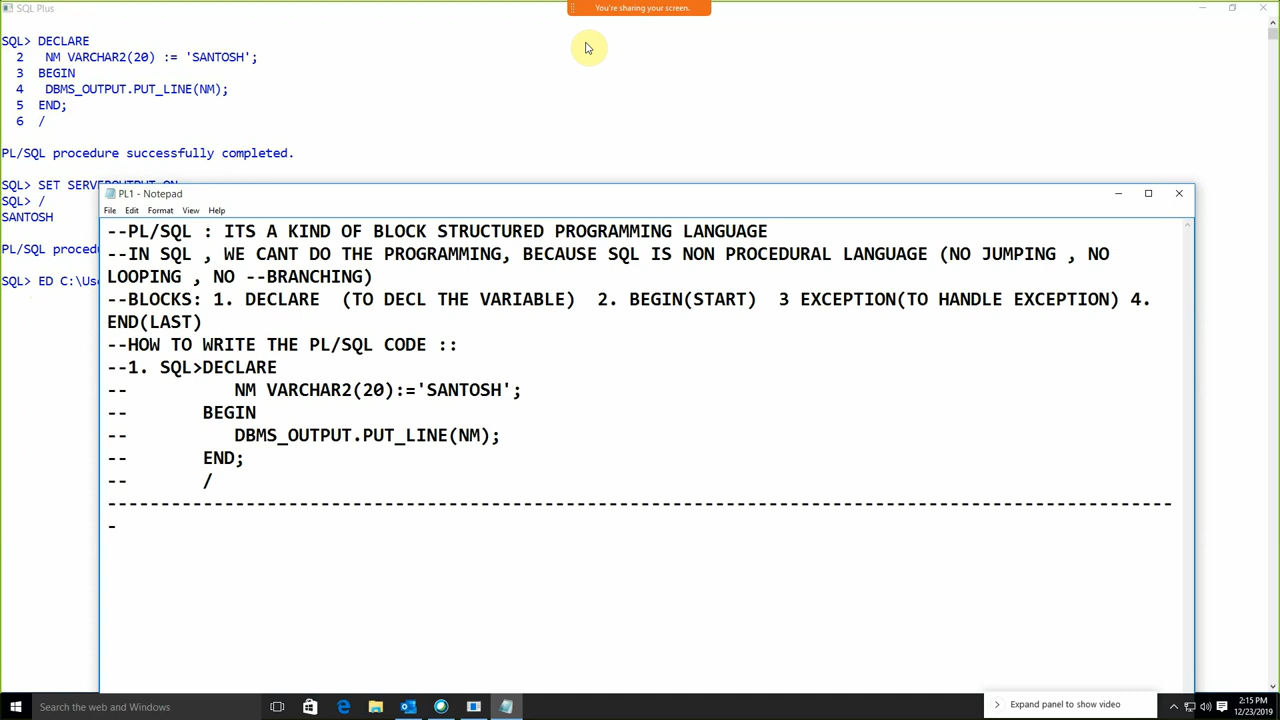 SQL Plus
You're sharing your screen.
SQL> DECLARE
2 NM VARCHAR2(20) := 'SANTOSH';
3 BEGIN
4 DBMS_OUTPUT.PUT_LINE(NM);
5 END;
6 /
PL/SQL procedure successfully completed.
SQL> SET SERVEROUTPUT ON
SQL> /
SANTOSH
PL/SQL
SQL> ED
PL1 - Notepad
File Edit Format View Help
--PL/SQL : ITS A KIND OF BLOCK STRUCTURED PROGRAMMING LANGUAGE
--IN SQL , WE CANT DO THE PROGRAMMING, BECAUSE SQL IS NON PROCEDURAL LANGUAGE (NO JUMPING , NO
LOOPING , NO --BRANCHING)
--BLOCKS: 1. DECLARE (TO DECL THE VARIABLE) 2. BEGIN(START) 3 EXCEPTION(TO HANDLE EXCEPTION) 4.
END(LAST)
--HOW TO WRITE THE PL/SQL CODE ::
--1. SQL>DECLARE
-- NM VARCHAR2(20):='SANTOSH';
-- BEGIN
-- DBMS_OUTPUT.PUT_LINE(NM);
-- END;
-- /
----------------------------------------------------------------------------------------------------
-
Search the web and Windows
Expand panel to show video
2:15 PM
12/23/2019